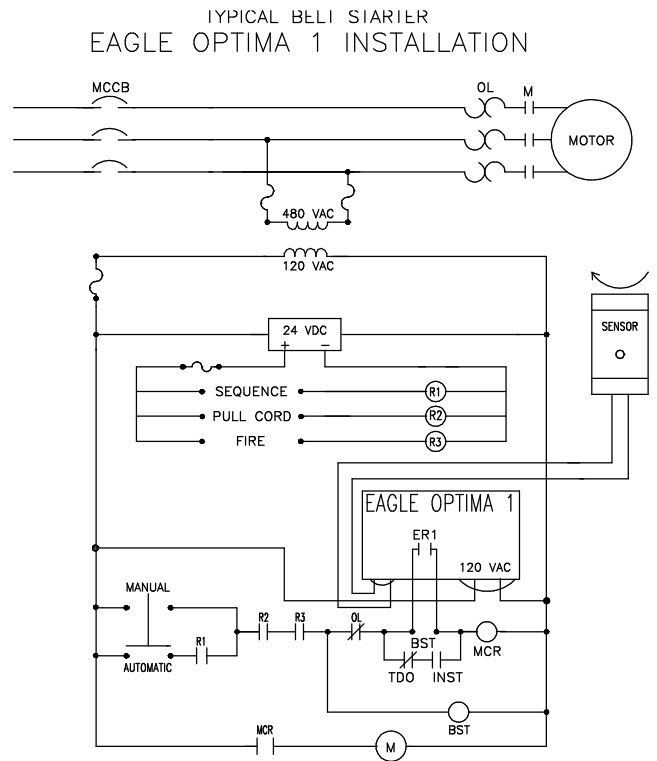 TYPICAL BELT STARTER
EAGLE OPTIMA 1 INSTALLATION
MCCB
OL
M
MOTOR
480 VAC
120 VAC
24 VDC
+ −
SENSOR
SEQUENCE
R1
PULL CORD
R2
FIRE
R3
EAGLE OPTIMA 1
ER1
120 VAC
MANUAL
R1
AUTOMATIC
R2
R3
OL
BST
TDO
INST
MCR
BST
MCR
M